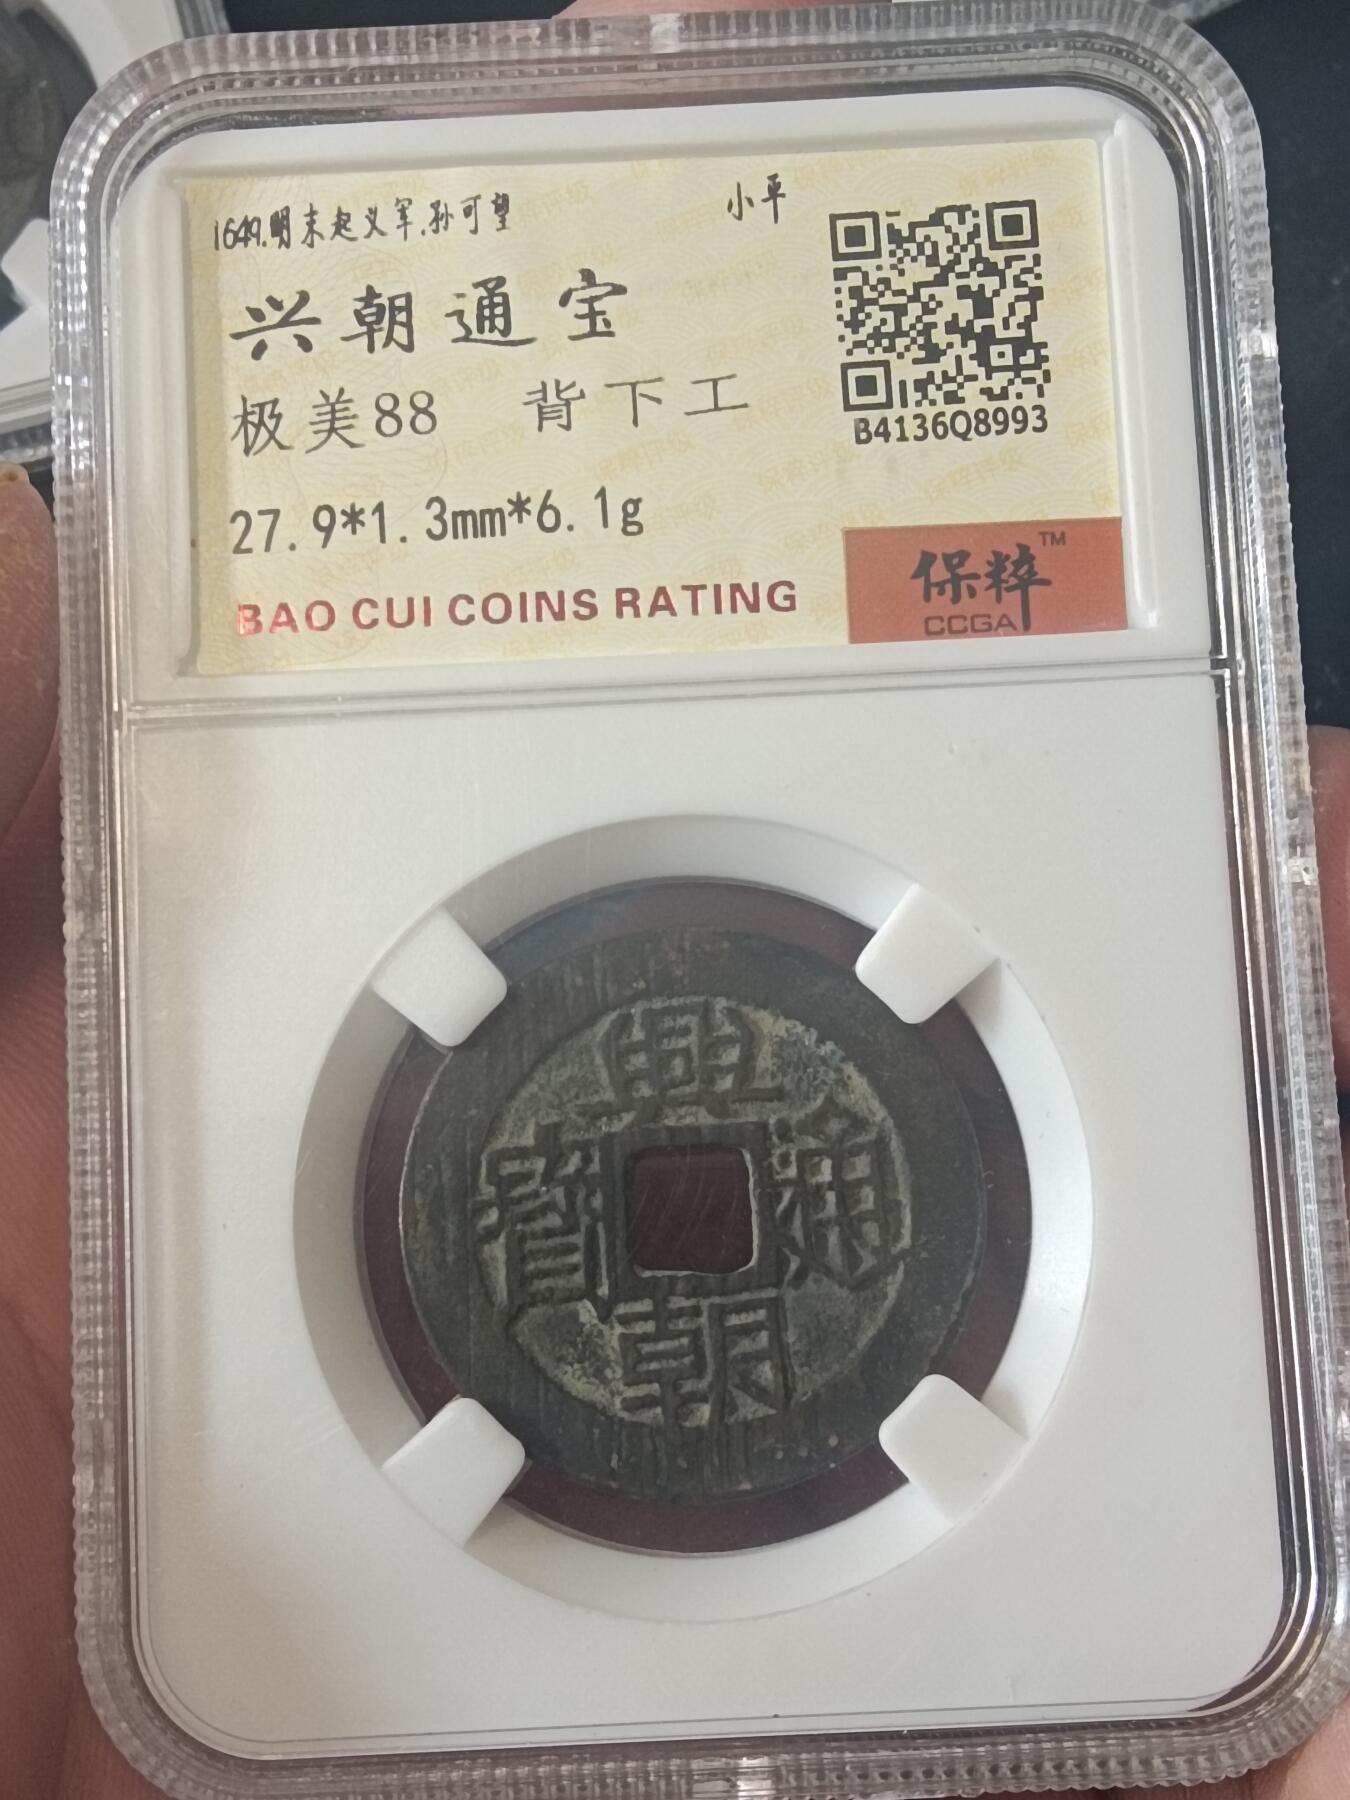 1649.明末起义军.孙可望 小平
兴朝通宝
极美88 背下工
B4136Q8993
27.9*1.3mm*6.1g
BAO CUI COINS RATING
保粹 TM
CCGA
興朝通寶